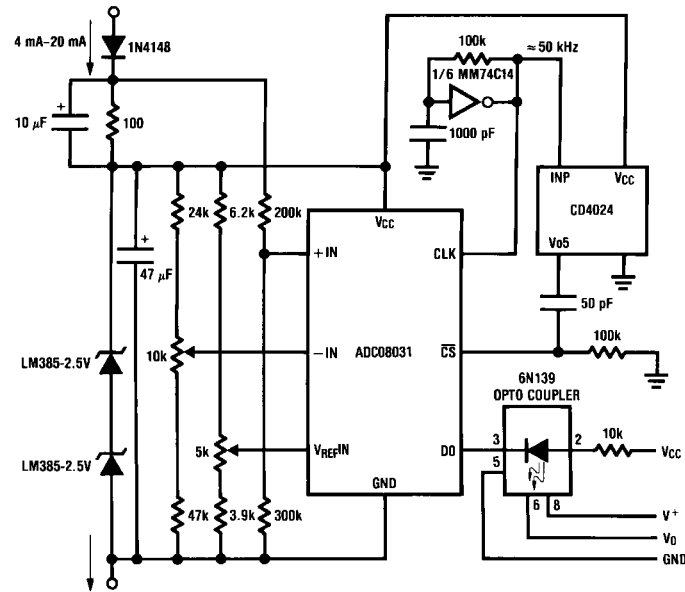 4 mA–20 mA
1N4148
100k
≈ 50 kHz
1/6 MM74C14
10 μF
+
100
1000 pF
INP
VCC
CD4024
Vo5
24k
6.2k
200k
VCC
+IN
CLK
+
47 μF
50 pF
LM385-2.5V
10k
−IN
ADC08031
CS
100k
6N139
OPTO COUPLER
LM385-2.5V
5k
VREFIN
DO
3
2
10k
VCC
5
GND
6
8
V+
47k
3.9k
300k
VO
GND